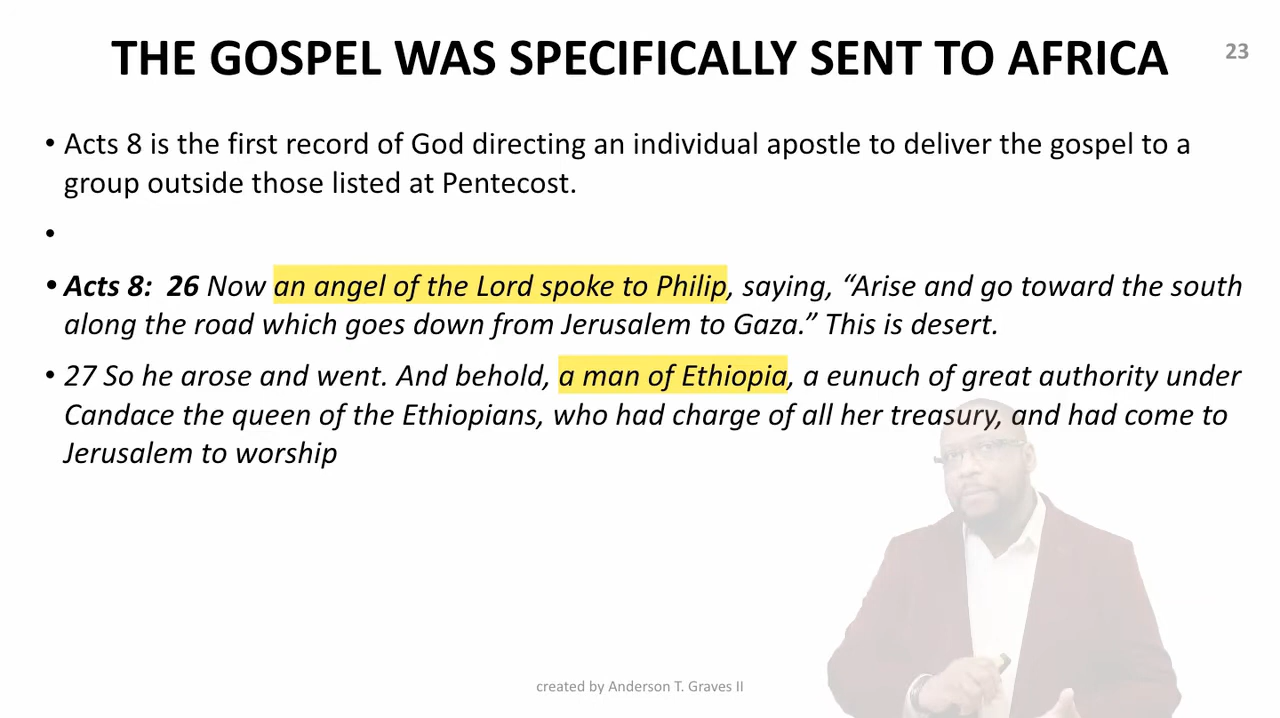 THE GOSPEL WAS SPECIFICALLY SENT TO AFRICA
23
• Acts 8 is the first record of God directing an individual apostle to deliver the gospel to a
group outside those listed at Pentecost.
•
• Acts 8:  26 Now an angel of the Lord spoke to Philip, saying, “Arise and go toward the south
along the road which goes down from Jerusalem to Gaza.” This is desert.
• 27 So he arose and went. And behold, a man of Ethiopia, a eunuch of great authority under
Candace the queen of the Ethiopians, who had charge of all her treasury, and had come to
Jerusalem to worship
created by Anderson T. Graves II